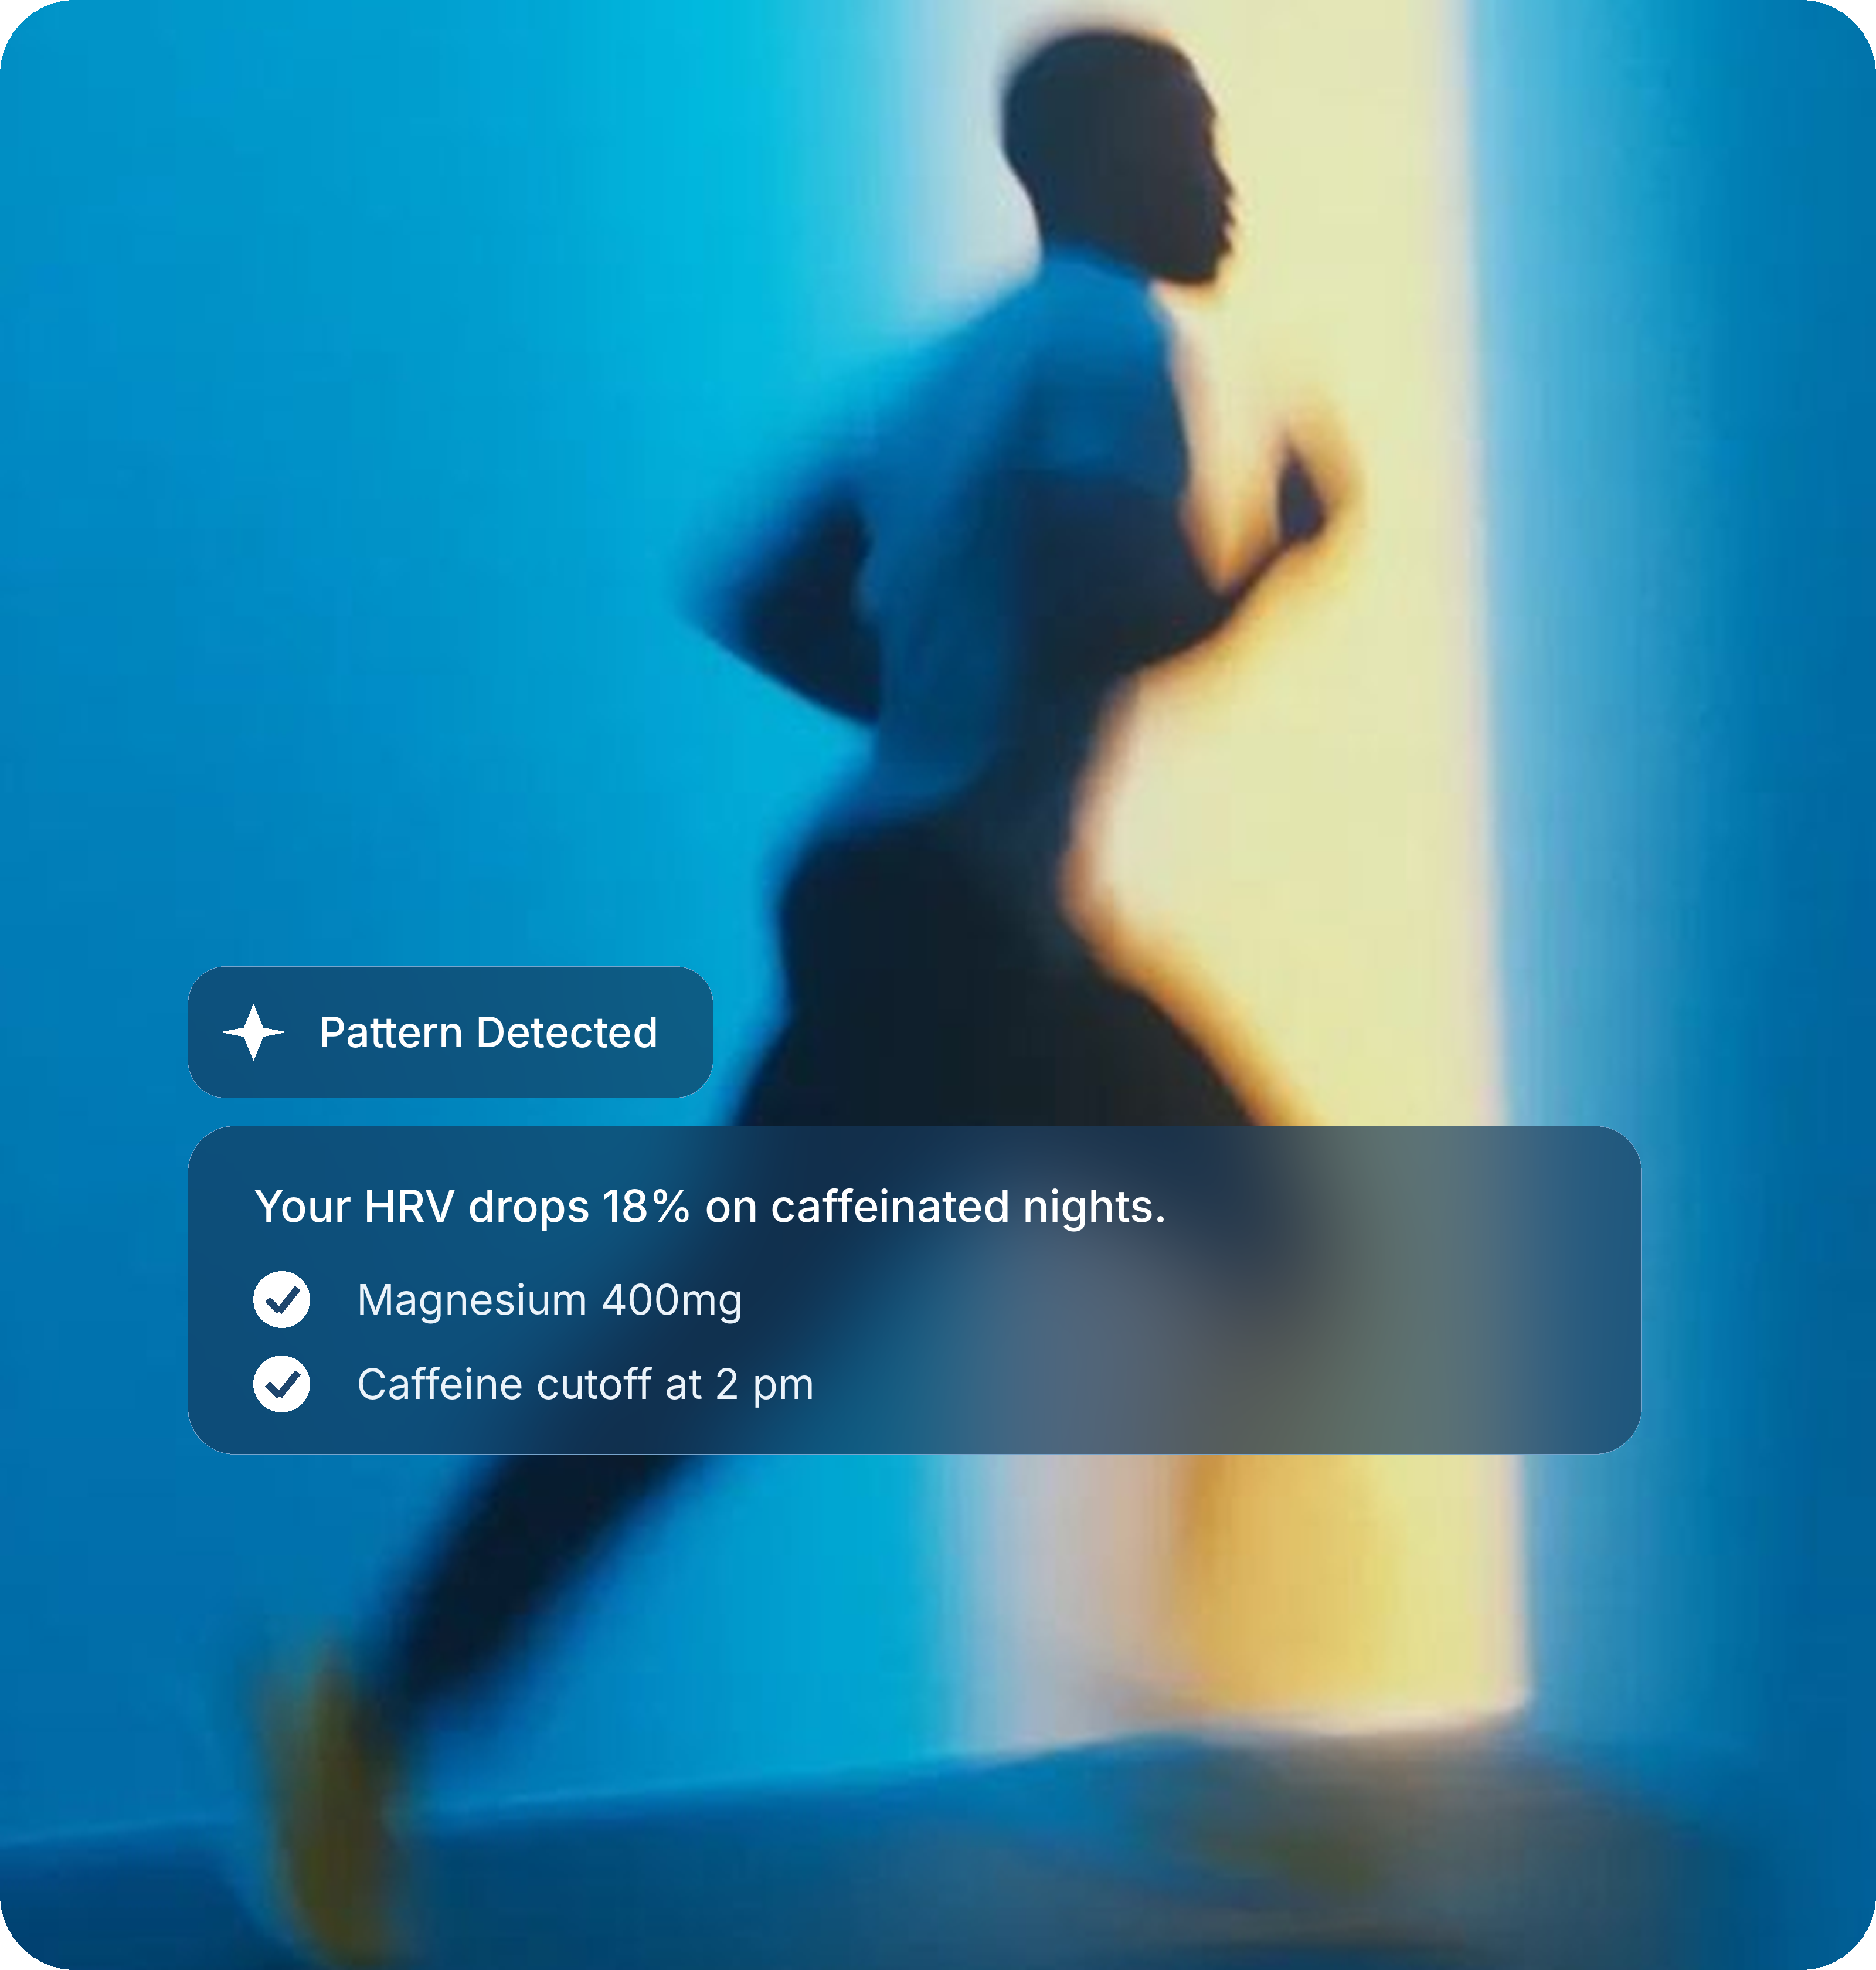 Pattern Detected
Your HRV drops 18% on caffeinated nights.
Magnesium 400mg
Caffeine cutoff at 2 pm